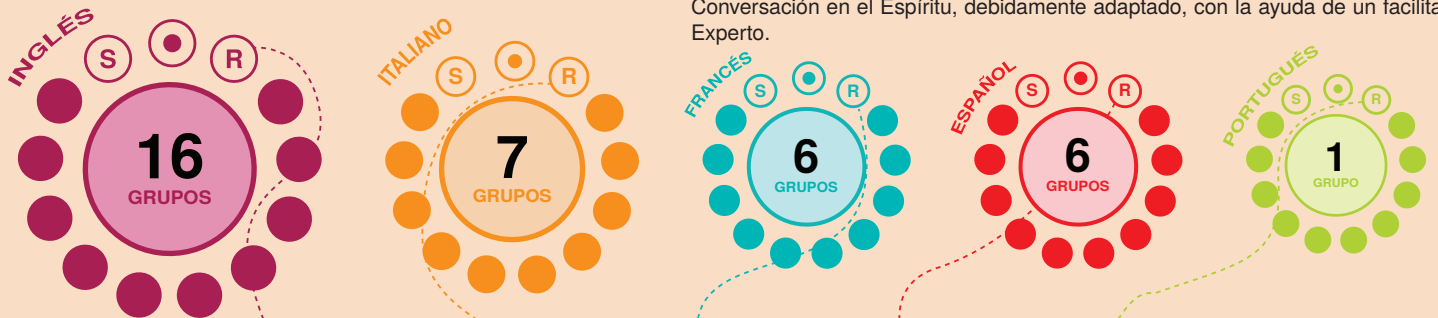 Conversación en el Espíritu, debidamente adaptado, con la ayuda de un
Experto.
INGLÉS
S
R
16
GRUPOS
ITALIANO
S
R
7
GRUPOS
FRANCÉS
S
R
6
GRUPOS
ESPAÑOL
S
R
6
GRUPOS
PORTUGUÉS
S
R
1
GRUPO